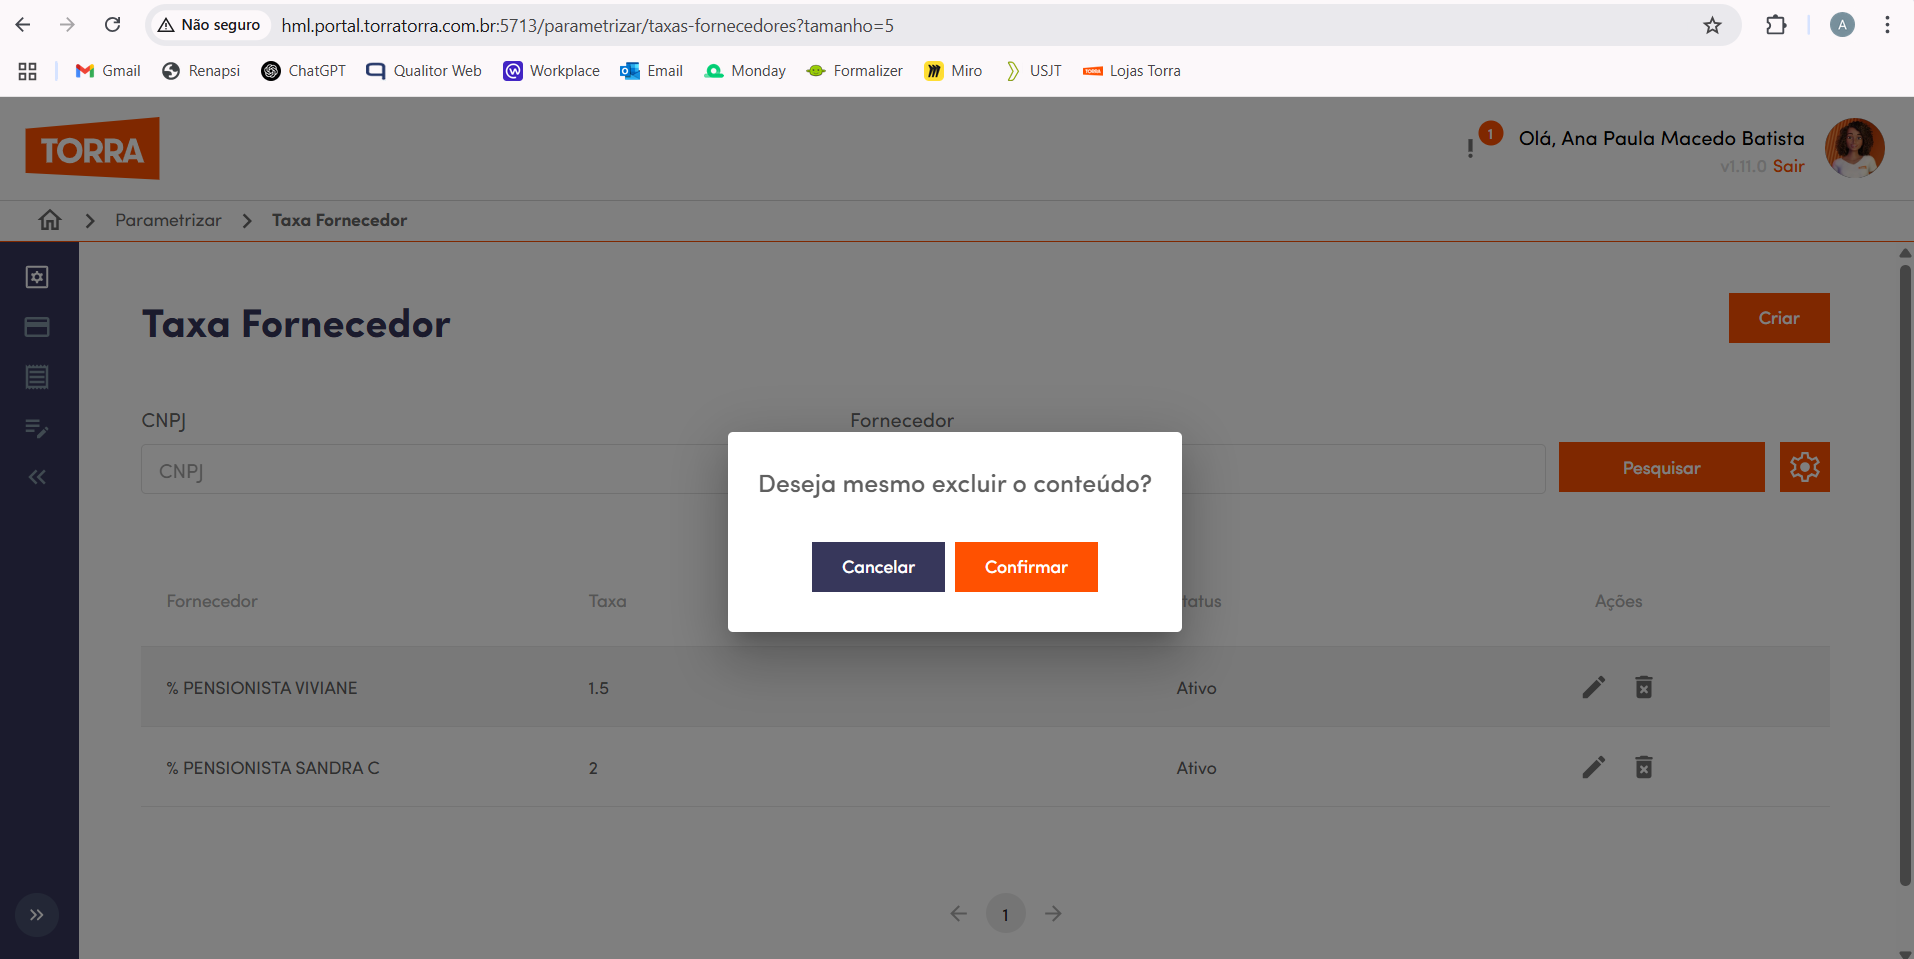 Não seguro hml.portal.torratorra.com.br:5713/parametrizar/taxas-fornecedores?tamanho=5 A
Gmail Renapsi ChatGPT Qualitor Web Workplace Email Monday Formalizer Miro USJT Lojas Torra
TORRA
1
Olá, Ana Paula Macedo Batista
v1.11.0 Sair
Parametrizar Taxa Fornecedor
Taxa Fornecedor
Criar
CNPJ Fornecedor
CNPJ
Pesquisar
Deseja mesmo excluir o conteúdo?
Cancelar Confirmar
Fornecedor Taxa tatus Ações
% PENSIONISTA VIVIANE 1.5 Ativo
% PENSIONISTA SANDRA C 2 Ativo
1